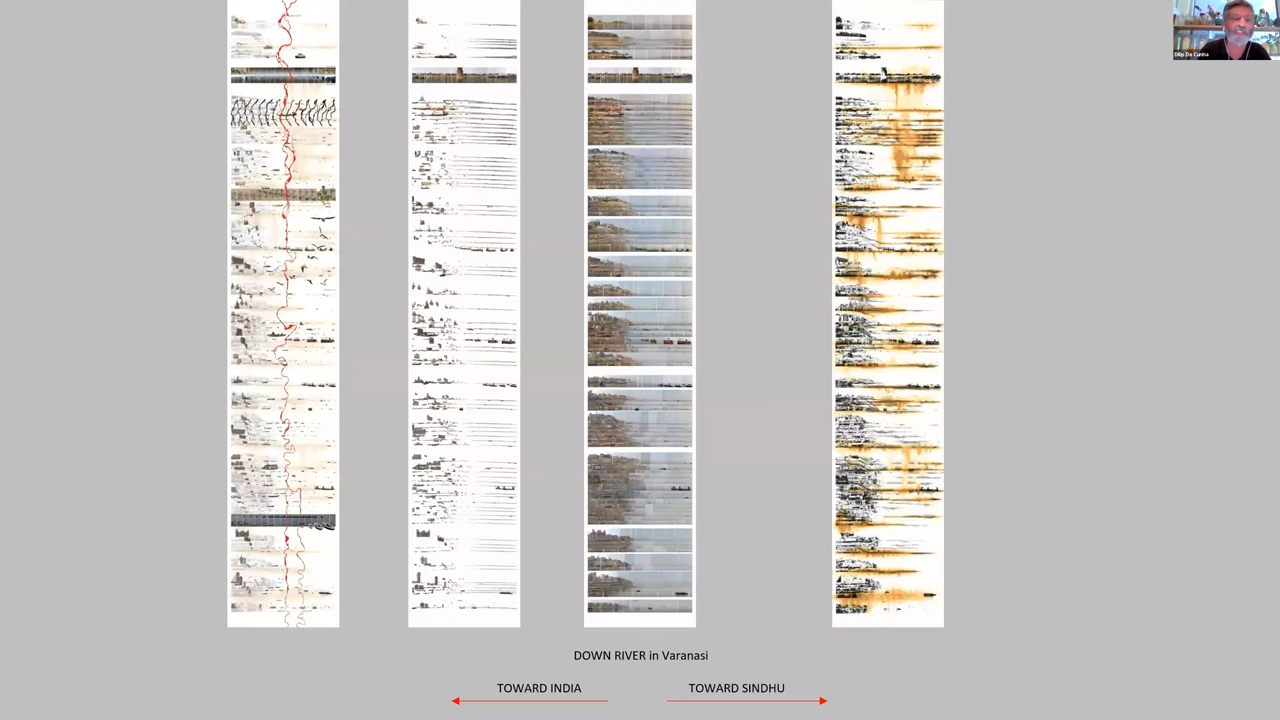 Dilip Da Cunha
DOWN RIVER in Varanasi
TOWARD INDIA
TOWARD SINDHU